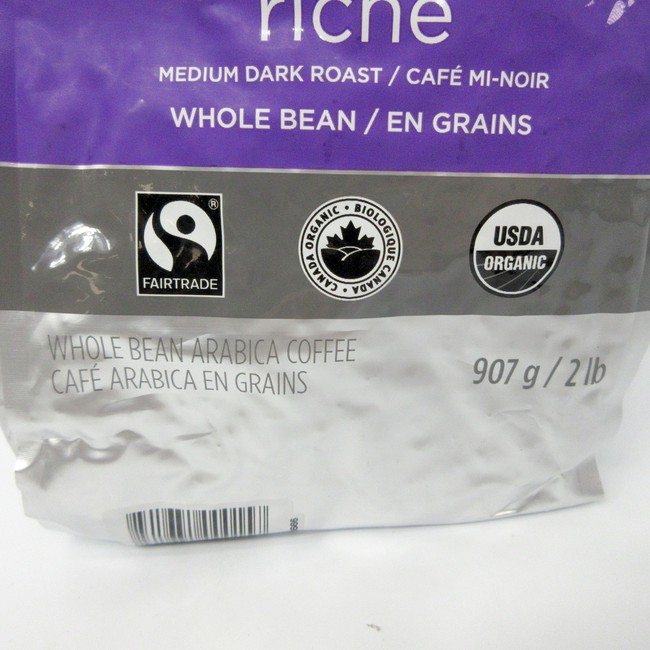 riche
MEDIUM DARK ROAST / CAFÉ MI-NOIR
WHOLE BEAN / EN GRAINS
®
FAIRTRADE
CANADA ORGANIC • BIOLOGIQUE CANADA •
USDA
ORGANIC
WHOLE BEAN ARABICA COFFEE
CAFÉ ARABICA EN GRAINS
907 g / 2 lb